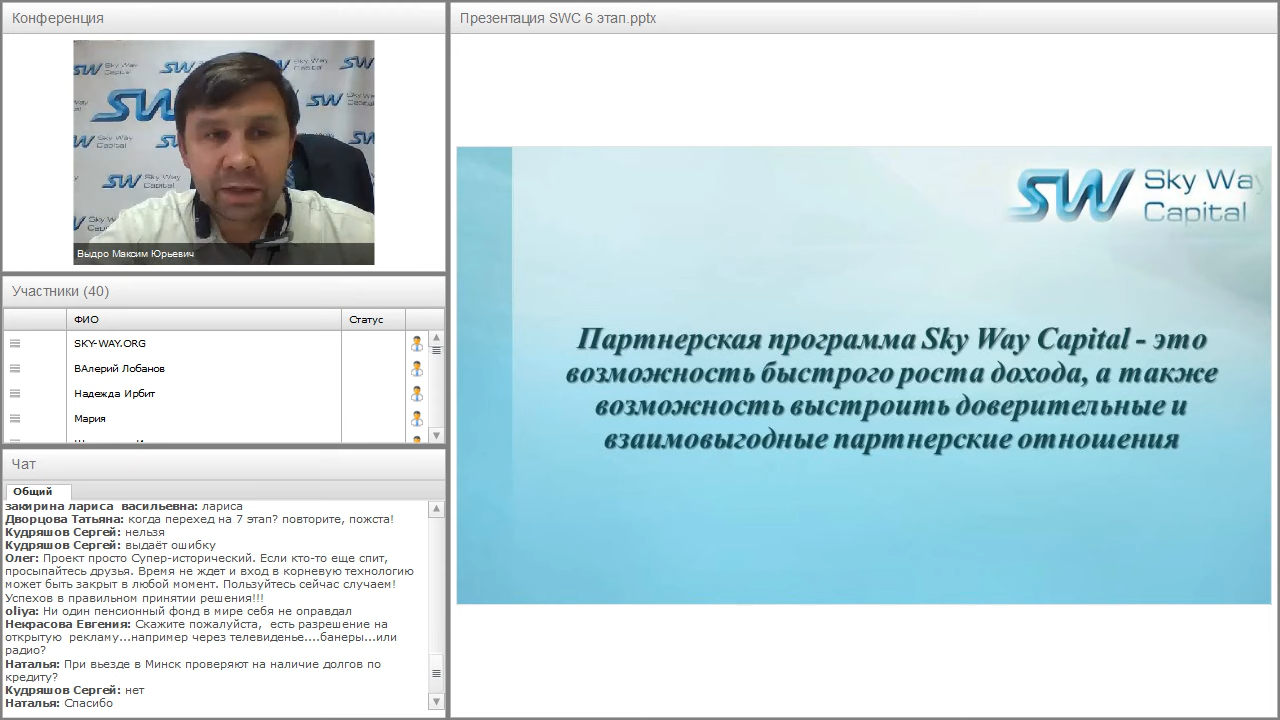 Конференция
SW Sky Way
Capital
Выдро Максим Юрьевич
Участники (40)
ФИО
Статус
SKY-WAY.ORG
ВАлерий Лобанов
Надежда Ирбит
Мария
Чат
Общий
закирина лариса васильевна: лариса
Дворцова Татьяна: когда перехед на 7 этап? повторите, пожста!
Кудряшов Сергей: нельзя
Кудряшов Сергей: выдаёт ошибку
Олег: Проект просто Супер-исторический. Если кто-то еще спит,
просыпайтесь друзья. Время не ждет и вход в корневую технологию
может быть закрыт в любой момент. Пользуйтесь сейчас случаем!
Успехов в правильном принятии решения!!!
oliya: Ни один пенсионный фонд в мире себя не оправдал
Некрасова Евгения: Скажите пожалуйста, есть разрешение на
открытую рекламу...например через телевиденье....банеры...или
радио?
Наталья: При вьезде в Минск проверяют на наличие долгов по
кредиту?
Кудряшов Сергей: нет
Наталья: Спасибо
Презентация SWC 6 этап.pptx
SW Sky Way
Capital
Партнерская программа Sky Way Capital - это
возможность быстрого роста дохода, а также
возможность выстроить доверительные и
взаимовыгодные партнерские отношения